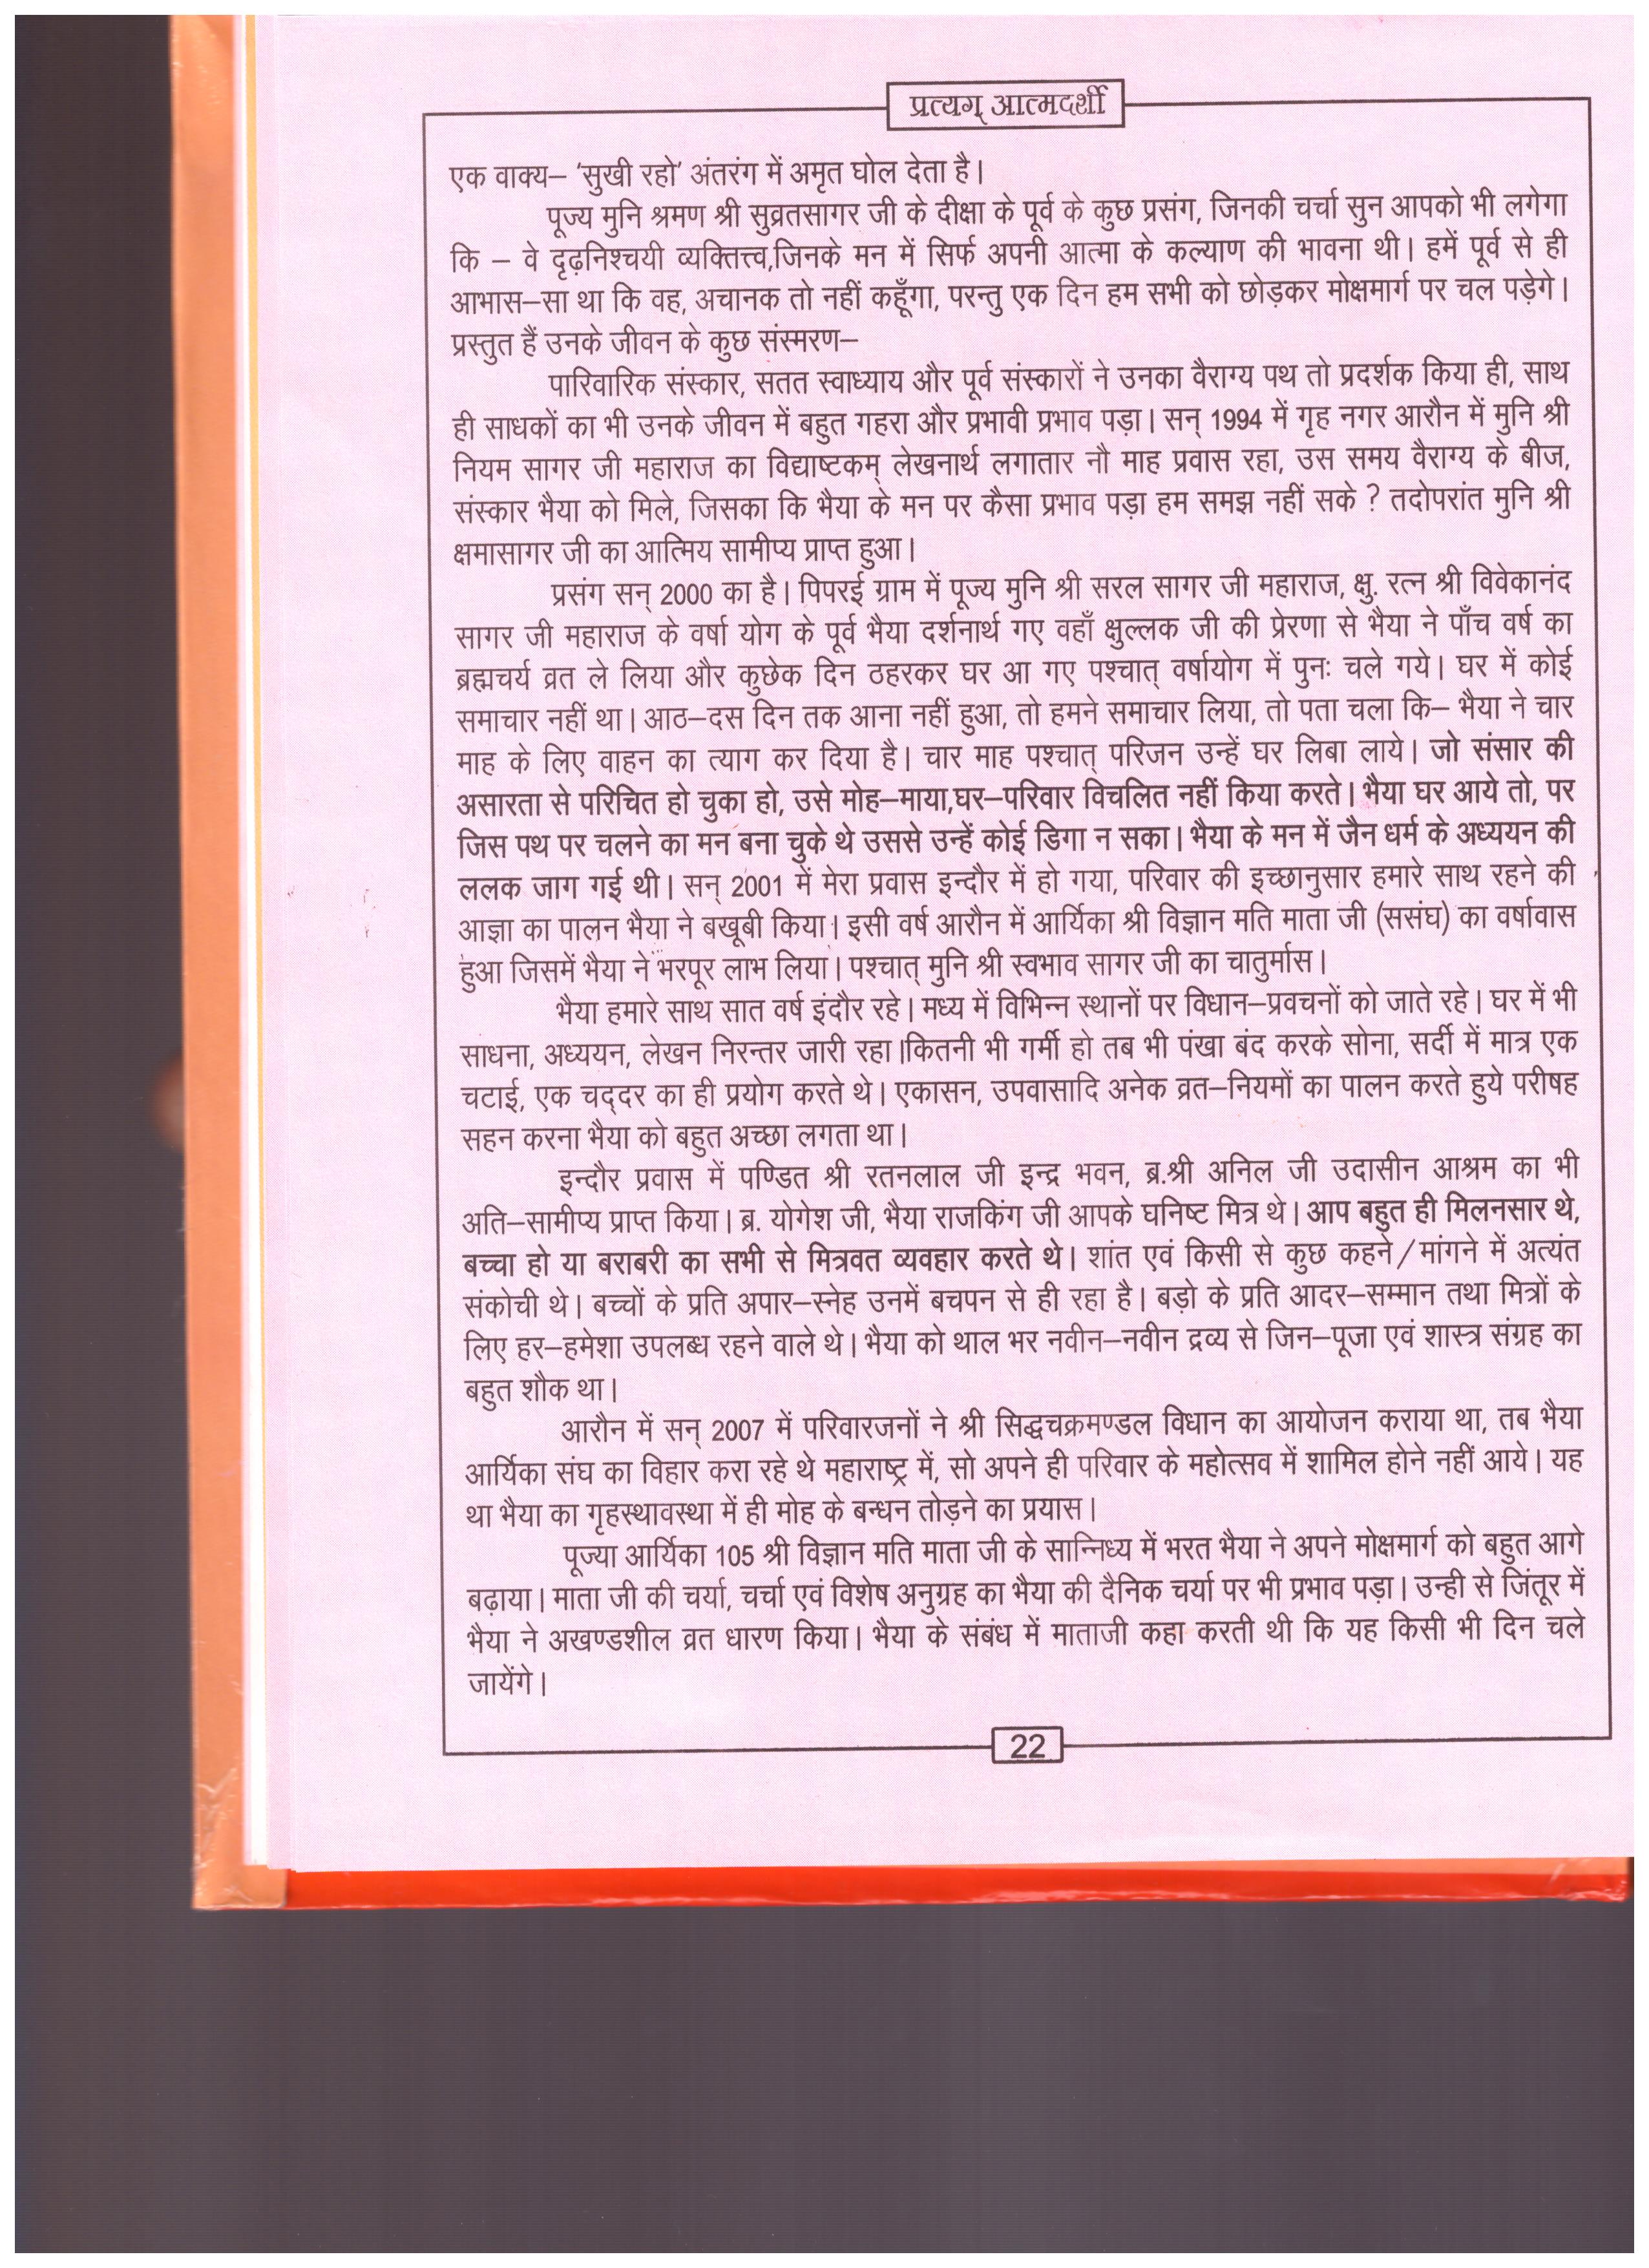 प्रत्यग् आत्मदर्शी
एक वाक्य– 'सुखी रहो' अंतरंग में अमृत घोल देता है।
पूज्य मुनि श्रमण श्री सुव्रतसागर जी के दीक्षा के पूर्व के कुछ प्रसंग, जिनकी चर्चा सुन आपको भी लगेगा
कि – वे दृढ़निश्चयी व्यक्तित्त्व,जिनके मन में सिर्फ अपनी आत्मा के कल्याण की भावना थी। हमें पूर्व से ही
आभास–सा था कि वह, अचानक तो नहीं कहूँगा, परन्तु एक दिन हम सभी को छोड़कर मोक्षमार्ग पर चल पड़ेगे।
प्रस्तुत हैं उनके जीवन के कुछ संस्मरण–
पारिवारिक संस्कार, सतत स्वाध्याय और पूर्व संस्कारों ने उनका वैराग्य पथ तो प्रदर्शक किया ही, साथ
ही साधकों का भी उनके जीवन में बहुत गहरा और प्रभावी प्रभाव पड़ा। सन् 1994 में गृह नगर आरौन में मुनि श्री
नियम सागर जी महाराज का विद्याष्टकम् लेखनार्थ लगातार नौ माह प्रवास रहा, उस समय वैराग्य के बीज,
संस्कार भैया को मिले, जिसका कि भैया के मन पर कैसा प्रभाव पड़ा हम समझ नहीं सके ? तदोपरांत मुनि श्री
क्षमासागर जी का आत्मिय सामीप्य प्राप्त हुआ।
प्रसंग सन् 2000 का है। पिपरई ग्राम में पूज्य मुनि श्री सरल सागर जी महाराज, क्षु. रत्न श्री विवेकानंद
सागर जी महाराज के वर्षा योग के पूर्व भैया दर्शनार्थ गए वहाँ क्षुल्लक जी की प्रेरणा से भैया ने पाँच वर्ष का
ब्रह्मचर्य व्रत ले लिया और कुछेक दिन ठहरकर घर आ गए पश्चात् वर्षायोग में पुनः चले गये। घर में कोई
समाचार नहीं था। आठ–दस दिन तक आना नहीं हुआ, तो हमने समाचार लिया, तो पता चला कि– भैया ने चार
माह के लिए वाहन का त्याग कर दिया है। चार माह पश्चात् परिजन उन्हें घर लिबा लाये। जो संसार की
असारता से परिचित हो चुका हो, उसे मोह–माया,घर–परिवार विचलित नहीं किया करते। भैया घर आये तो, पर
जिस पथ पर चलने का मन बना चुके थे उससे उन्हें कोई डिगा न सका। भैया के मन में जैन धर्म के अध्ययन की
ललक जाग गई थी। सन् 2001 में मेरा प्रवास इन्दौर में हो गया, परिवार की इच्छानुसार हमारे साथ रहने की
आज्ञा का पालन भैया ने बखूबी किया। इसी वर्ष आरौन में आर्यिका श्री विज्ञान मति माता जी (ससंघ) का वर्षावास
हुआ जिसमें भैया ने भरपूर लाभ लिया। पश्चात् मुनि श्री स्वभाव सागर जी का चातुर्मास।
भैया हमारे साथ सात वर्ष इंदौर रहे। मध्य में विभिन्न स्थानों पर विधान–प्रवचनों को जाते रहे। घर में भी
साधना, अध्ययन, लेखन निरन्तर जारी रहा।कितनी भी गर्मी हो तब भी पंखा बंद करके सोना, सर्दी में मात्र एक
चटाई, एक चद्दर का ही प्रयोग करते थे। एकासन, उपवासादि अनेक व्रत–नियमों का पालन करते हुये परीषह
सहन करना भैया को बहुत अच्छा लगता था।
इन्दौर प्रवास में पण्डित श्री रतनलाल जी इन्द्र भवन, ब्र.श्री अनिल जी उदासीन आश्रम का भी
अति–सामीप्य प्राप्त किया। ब्र. योगेश जी, भैया राजकिंग जी आपके घनिष्ट मित्र थे। आप बहुत ही मिलनसार थे,
बच्चा हो या बराबरी का सभी से मित्रवत व्यवहार करते थे। शांत एवं किसी से कुछ कहने/मांगने में अत्यंत
संकोची थे। बच्चों के प्रति अपार–स्नेह उनमें बचपन से ही रहा है। बड़ो के प्रति आदर–सम्मान तथा मित्रों के
लिए हर–हमेशा उपलब्ध रहने वाले थे। भैया को थाल भर नवीन–नवीन द्रव्य से जिन–पूजा एवं शास्त्र संग्रह का
बहुत शौक था।
आरौन में सन् 2007 में परिवारजनों ने श्री सिद्धचक्रमण्डल विधान का आयोजन कराया था, तब भैया
आर्यिका संघ का विहार करा रहे थे महाराष्ट्र में, सो अपने ही परिवार के महोत्सव में शामिल होने नहीं आये। यह
था भैया का गृहस्थावस्था में ही मोह के बन्धन तोड़ने का प्रयास।
पूज्या आर्यिका 105 श्री विज्ञान मति माता जी के सान्निध्य में भरत भैया ने अपने मोक्षमार्ग को बहुत आगे
बढ़ाया। माता जी की चर्या, चर्चा एवं विशेष अनुग्रह का भैया की दैनिक चर्या पर भी प्रभाव पड़ा। उन्ही से जिंतूर में
भैया ने अखण्डशील व्रत धारण किया। भैया के संबंध में माताजी कहा करती थी कि यह किसी भी दिन चले
जायेंगे।
22